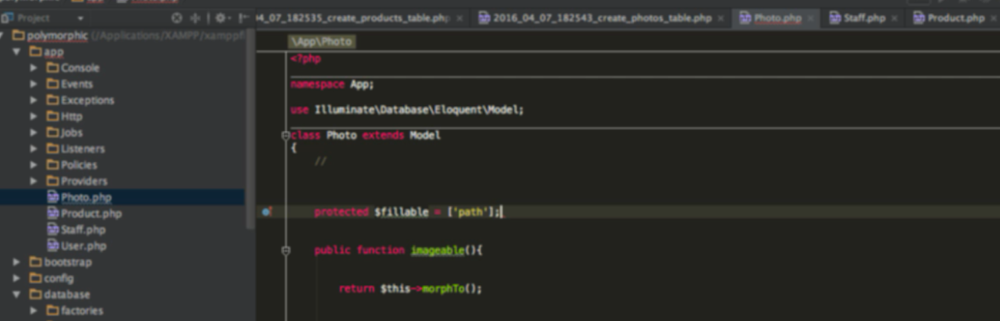 Project
04_07_182535_create_products_table.php
2016_04_07_182543_create_photos_table.php
Photo.php
Staff.php
Product.php
polymorphic (/Applications/XAMPP/xamppfi
app
Console
Events
Exceptions
Http
Jobs
Listeners
Policies
Providers
Photo.php
Product.php
Staff.php
User.php
bootstrap
config
database
factories
\App\Photo
<?php
namespace App;
use Illuminate\Database\Eloquent\Model;
class Photo extends Model
{
//
protected $fillable = ['path'];
public function imageable(){
return $this->morphTo();